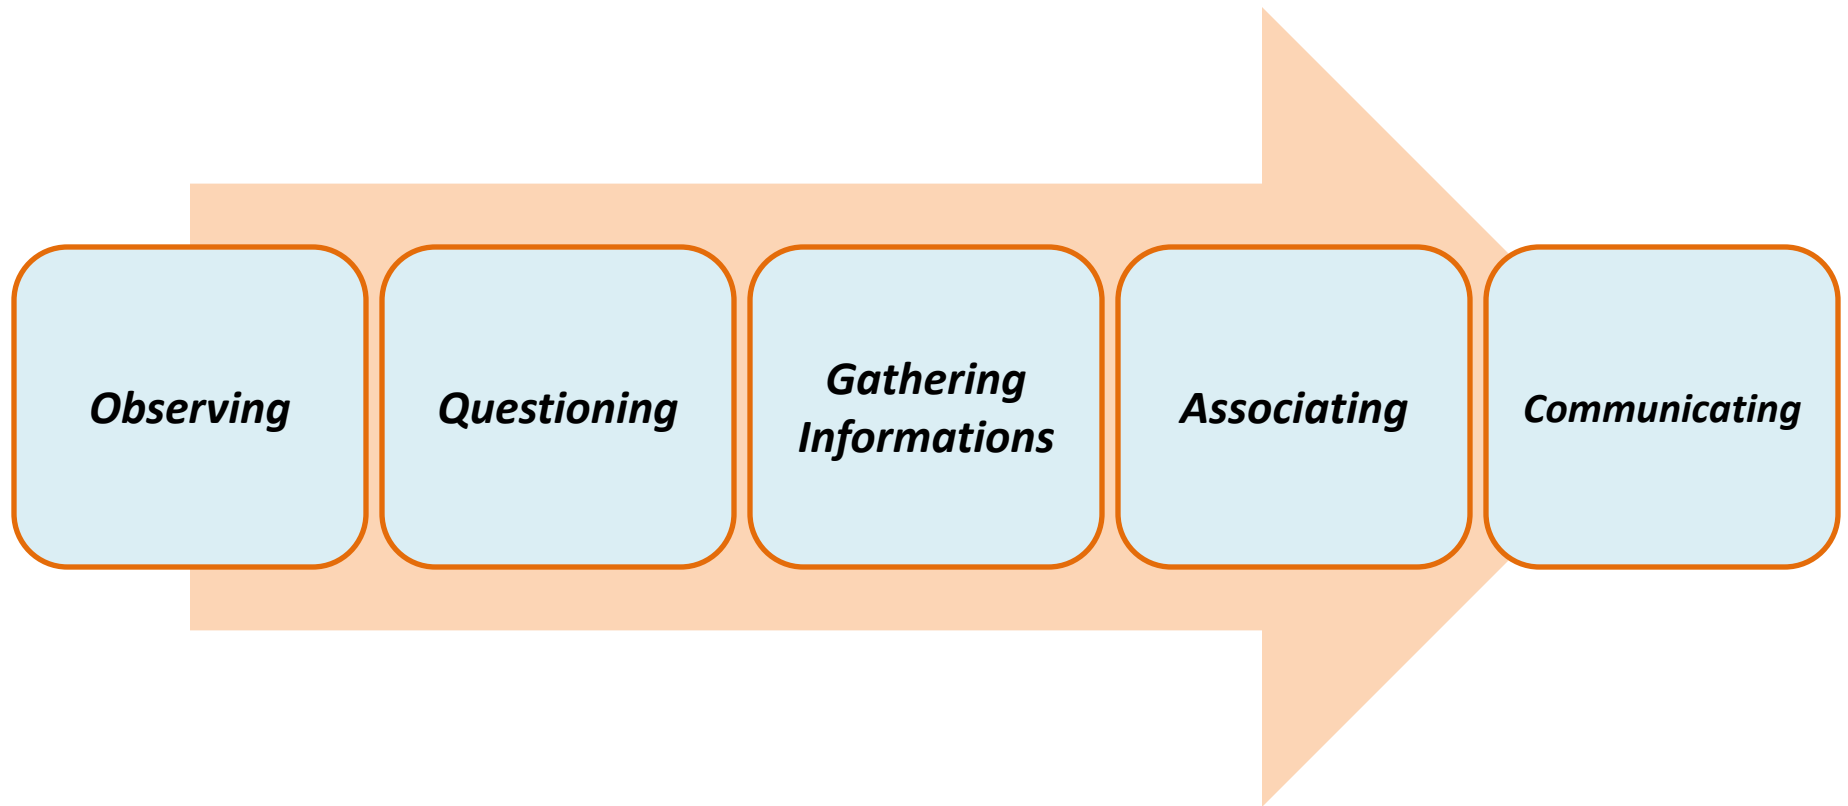 Observing
Questioning
Gathering
Informations
Associating
Communicating